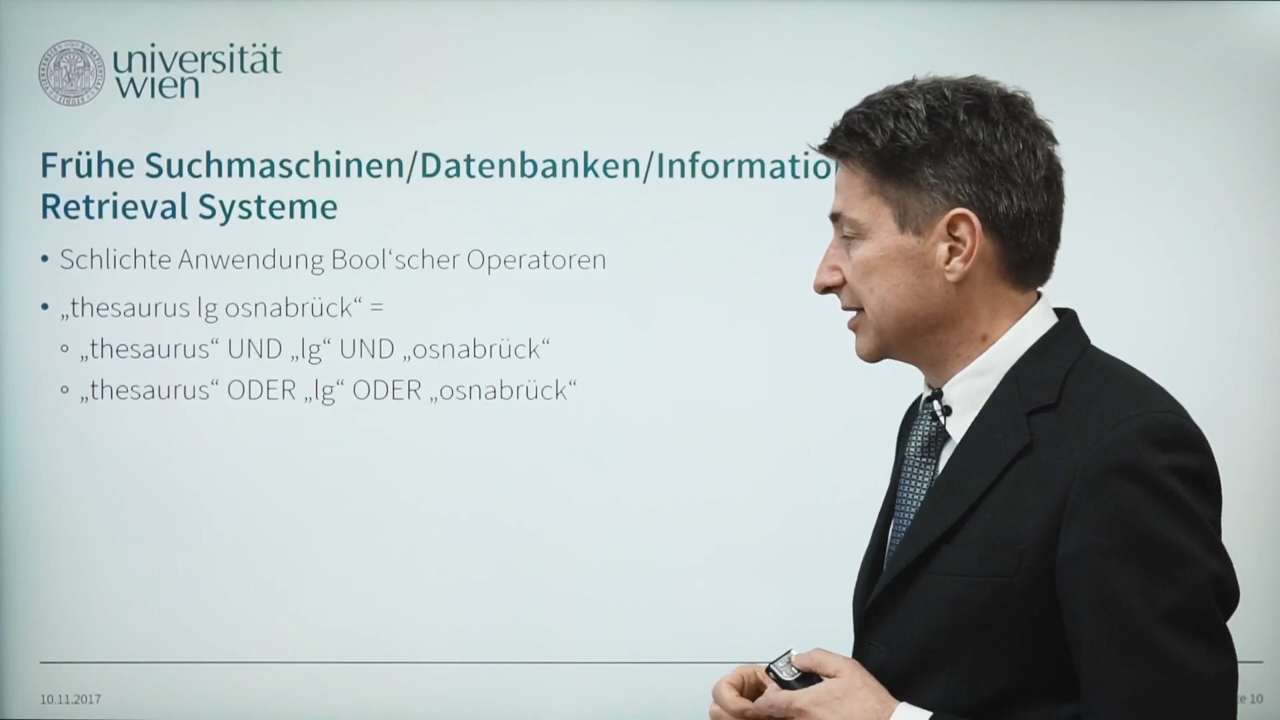 universität
wien
Frühe Suchmaschinen/Datenbanken/Information
Retrieval Systeme
• Schlichte Anwendung Bool‘scher Operatoren
• „thesaurus lg osnabrück“ =
∘ „thesaurus“ UND „lg“ UND „osnabrück“
∘ „thesaurus“ ODER „lg“ ODER „osnabrück“
10.11.2017
10